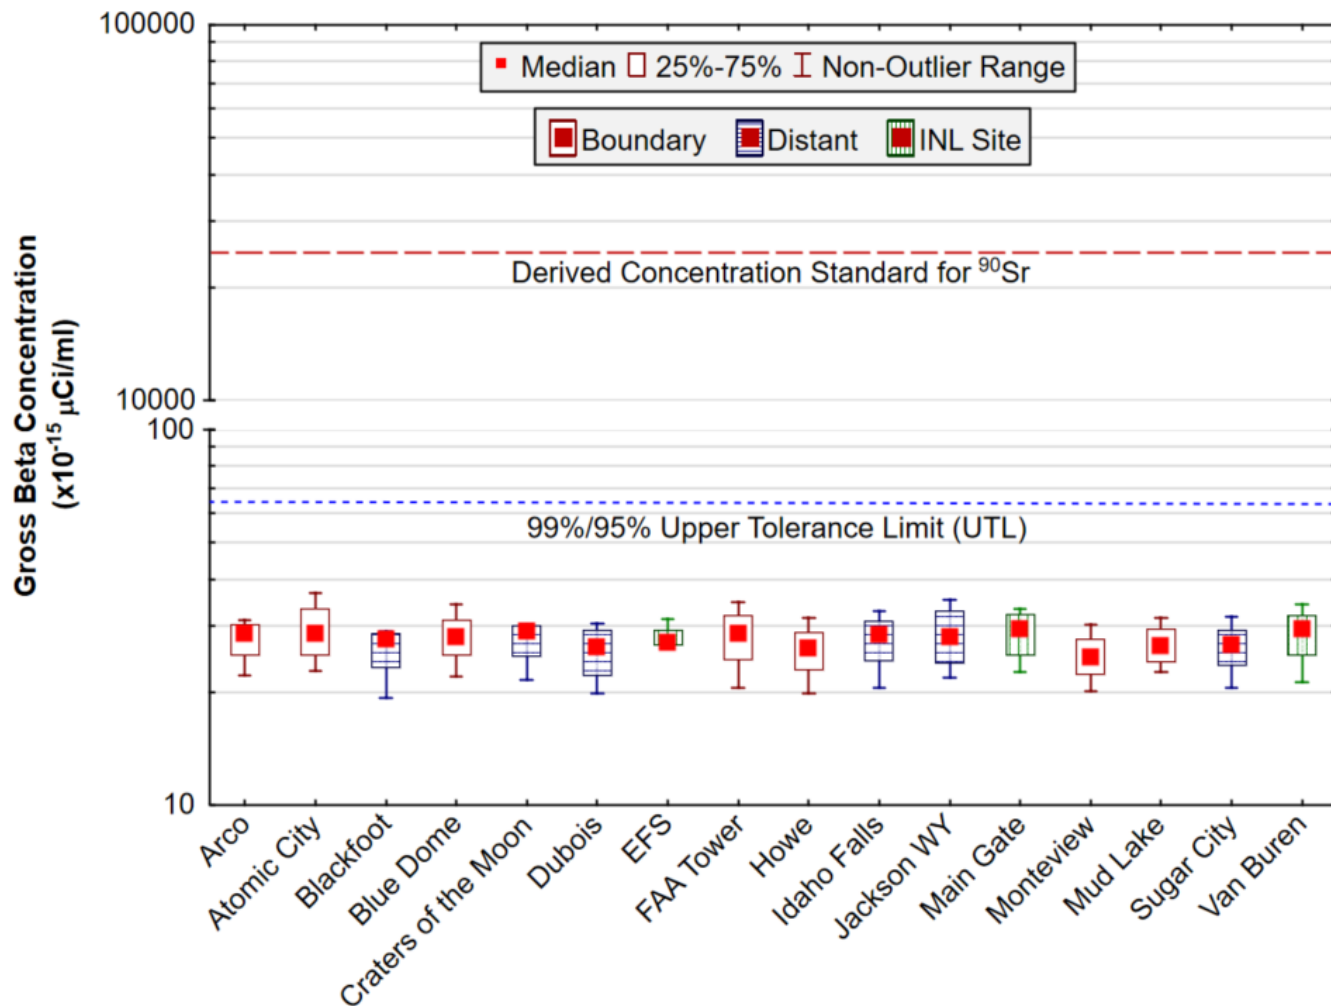 100000
Median 25%-75% Non-Outlier Range
Boundary Distant INL Site
Derived Concentration Standard for ⁹⁰Sr
10000
100
99%/95% Upper Tolerance Limit (UTL)
10
Gross Beta Concentration
(x10⁻¹⁵ µCi/ml)
Arco
Atomic City
Blackfoot
Blue Dome
Craters of the Moon
Dubois
EFS
FAA Tower
Howe
Idaho Falls
Jackson WY
Main Gate
Monteview
Mud Lake
Sugar City
Van Buren